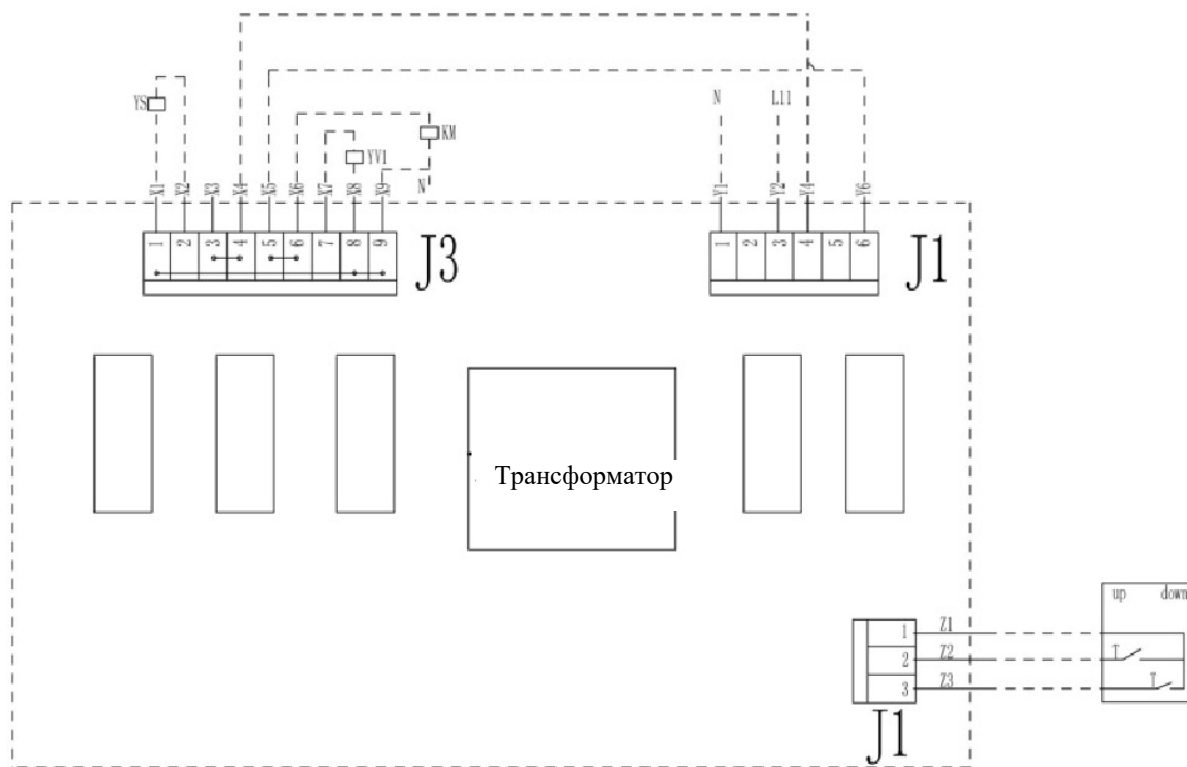 N L11
YS
KM
YV1
X1 X2 X3 X4 X5 X6 X7 X8 X9
N
Y1 Y2 Y4 Y6
1 2 3 4 5 6 7 8 9
J3
1 2 3 4 5 6
J1
Трансформатор
up down
1 Z1
2 Z2
T
3 Z3
T
J1